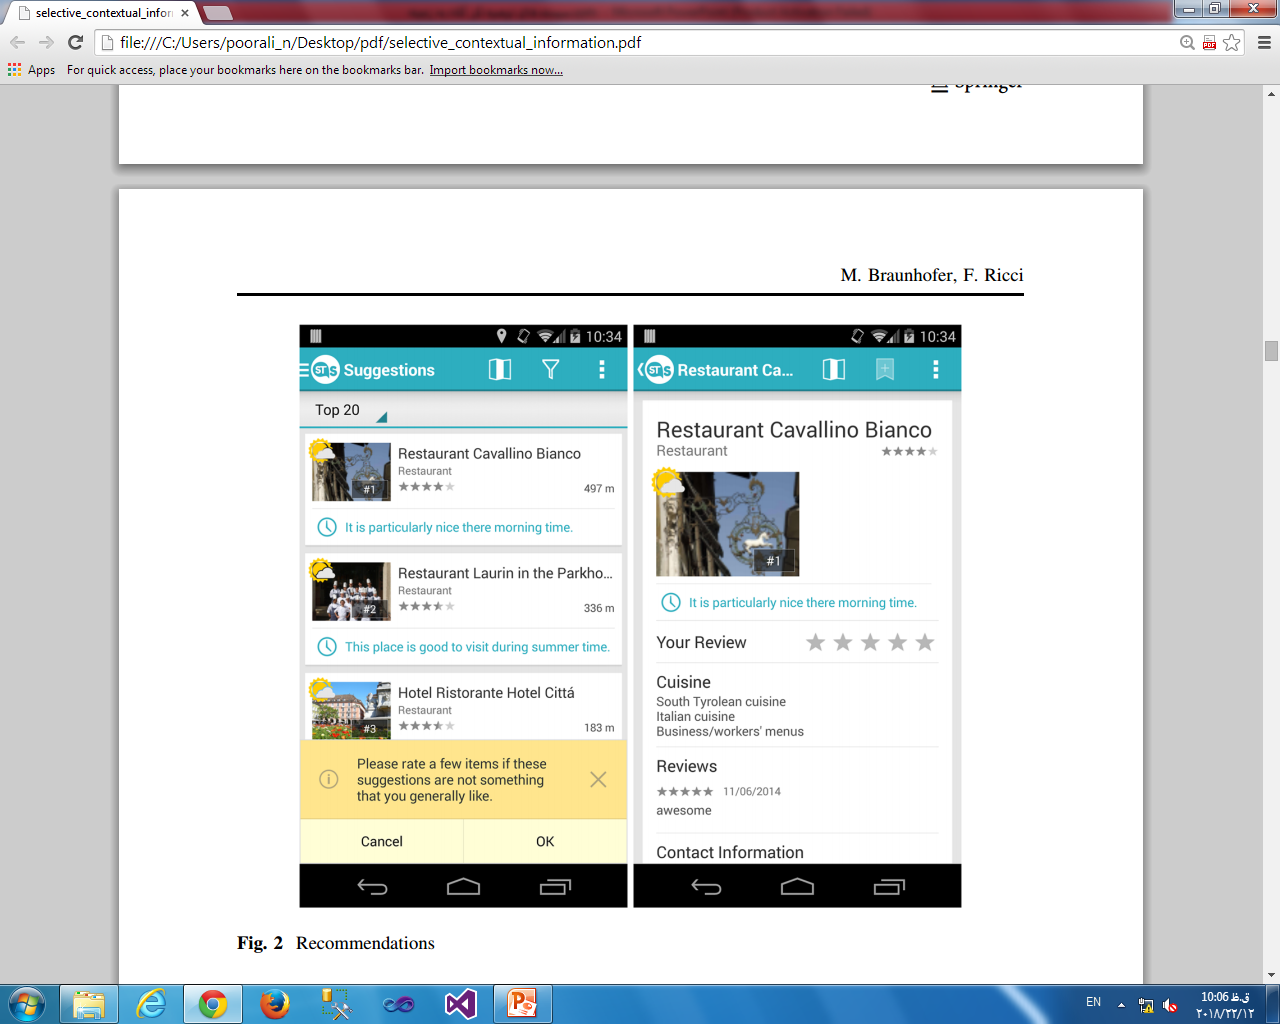 selective_contextual_infor
file:///C:/Users/poorali_n/Desktop/pdf/selective_contextual_information.pdf
Apps For quick access, place your bookmarks here on the bookmarks bar. Import bookmarks now...
Springer
M. Braunhofer, F. Ricci
10:34
STS Suggestions
Top 20
Restaurant Cavallino Bianco
Restaurant
#1
497 m
It is particularly nice there morning time.
Restaurant Laurin in the Parkho...
Restaurant
#2
336 m
This place is good to visit during summer time.
Hotel Ristorante Hotel Cittá
Restaurant
#3
183 m
Please rate a few items if these
suggestions are not something
that you generally like.
Cancel OK
10:34
STS Restaurant Ca...
Restaurant Cavallino Bianco
Restaurant
#1
It is particularly nice there morning time.
Your Review
Cuisine
South Tyrolean cuisine
Italian cuisine
Business/workers' menus
Reviews
11/06/2014
awesome
Contact Information
Fig. 2 Recommendations
EN
10:06 ق.ظ
۲۰۱۸/۲۲/۱۲